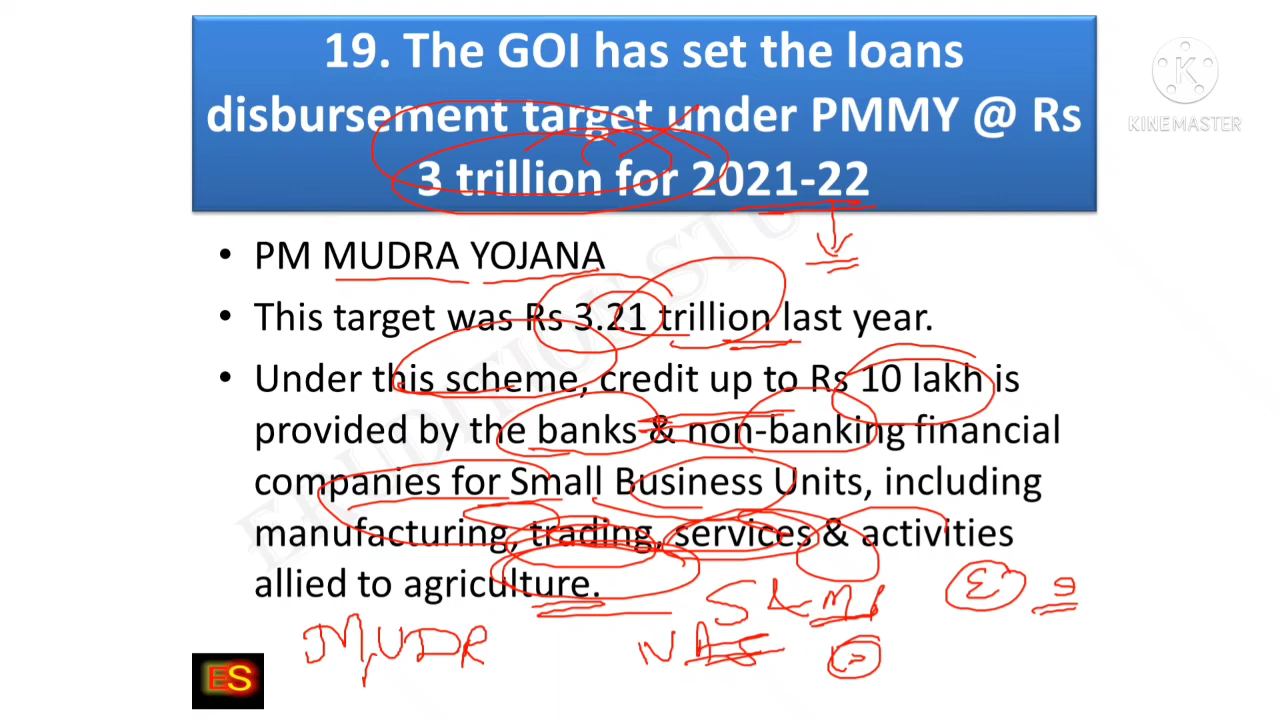 19. The GOI has set the loans
disbursement target under PMMY @ Rs
3 trillion for 2021-22
KINEMASTER
• PM MUDRA YOJANA
• This target was Rs 3.21 trillion last year.
• Under this scheme, credit up to Rs 10 lakh is
provided by the banks & non-banking financial
companies for Small Business Units, including
manufacturing, trading, services & activities
allied to agriculture.
MUDR
ES